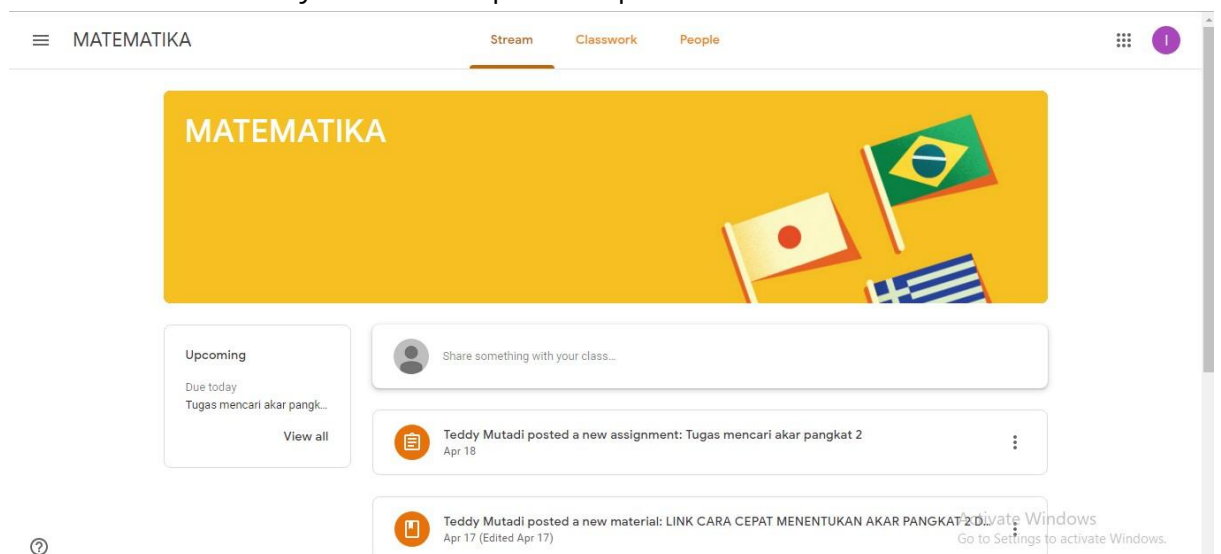 MATEMATIKA
Stream Classwork People
I
MATEMATIKA
Upcoming
Due today
Tugas mencari akar pangk...
View all
Share something with your class...
Teddy Mutadi posted a new assignment: Tugas mencari akar pangkat 2
Apr 18
Teddy Mutadi posted a new material: LINK CARA CEPAT MENENTUKAN AKAR PANGKAT 2 D...
Apr 17 (Edited Apr 17)
Activate Windows
Go to Settings to activate Windows.